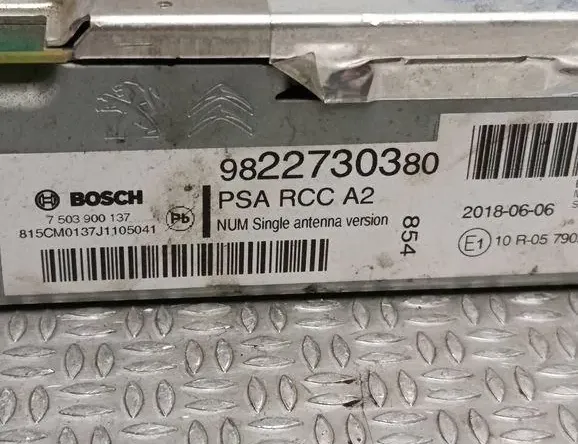 9822730380
BOSCH
PSA RCC A2
7 503 900 137
Pb
NUM Single antenna version
815CM0137J1105041
854
2018-06-06
E1 10 R-05 790